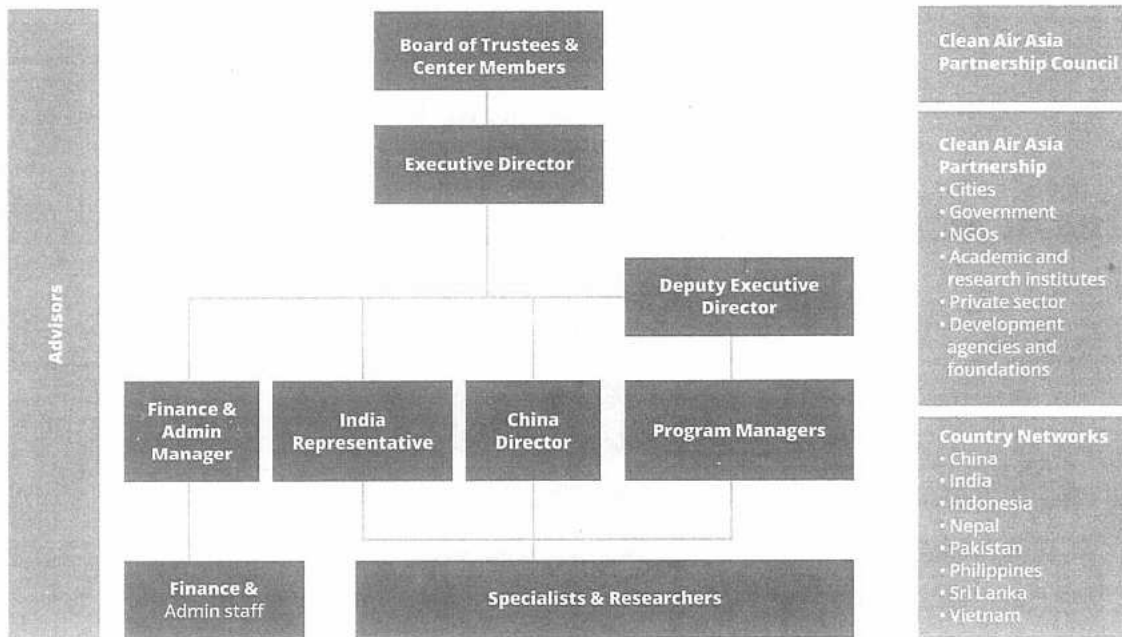 Advisors
Board of Trustees &
Center Members
Executive Director
Deputy Executive
Director
Finance &
Admin
Manager
India
Representative
China
Director
Program Managers
Finance &
Admin staff
Specialists & Researchers
Clean Air Asia
Partnership Council
Clean Air Asia
Partnership
• Cities
• Government
• NGOs
• Academic and
research institutes
• Private sector
• Development
agencies and
foundations
Country Networks
• China
• India
• Indonesia
• Nepal
• Pakistan
• Philippines
• Sri Lanka
• Vietnam